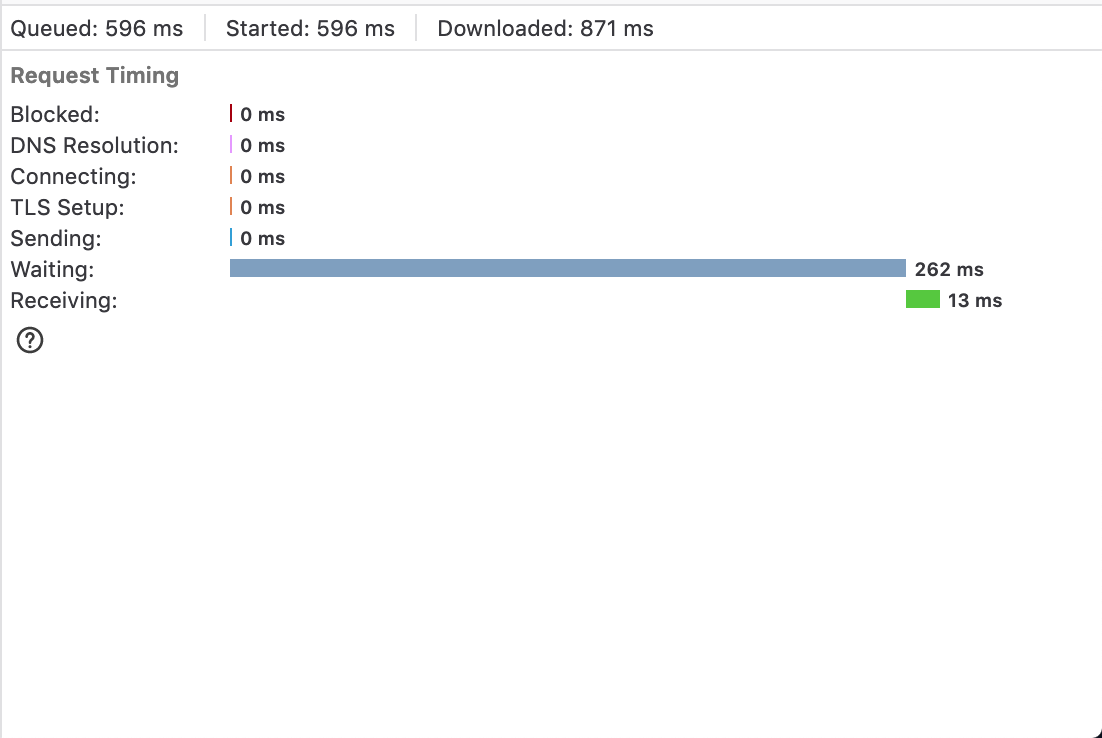 Queued: 596 ms Started: 596 ms Downloaded: 871 ms
Request Timing
Blocked: 0 ms
DNS Resolution: 0 ms
Connecting: 0 ms
TLS Setup: 0 ms
Sending: 0 ms
Waiting: 262 ms
Receiving: 13 ms
?